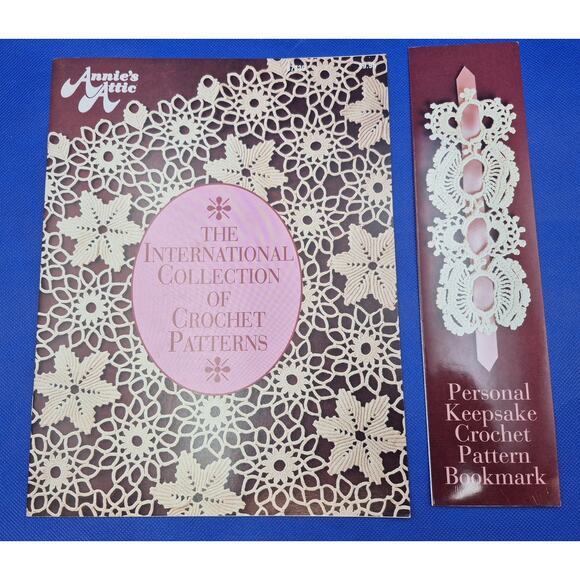 Annie's
Attic
THE
INTERNATIONAL
COLLECTION
OF
CROCHET
PATTERNS
Personal
Keepsake
Crochet
Pattern
Bookmark